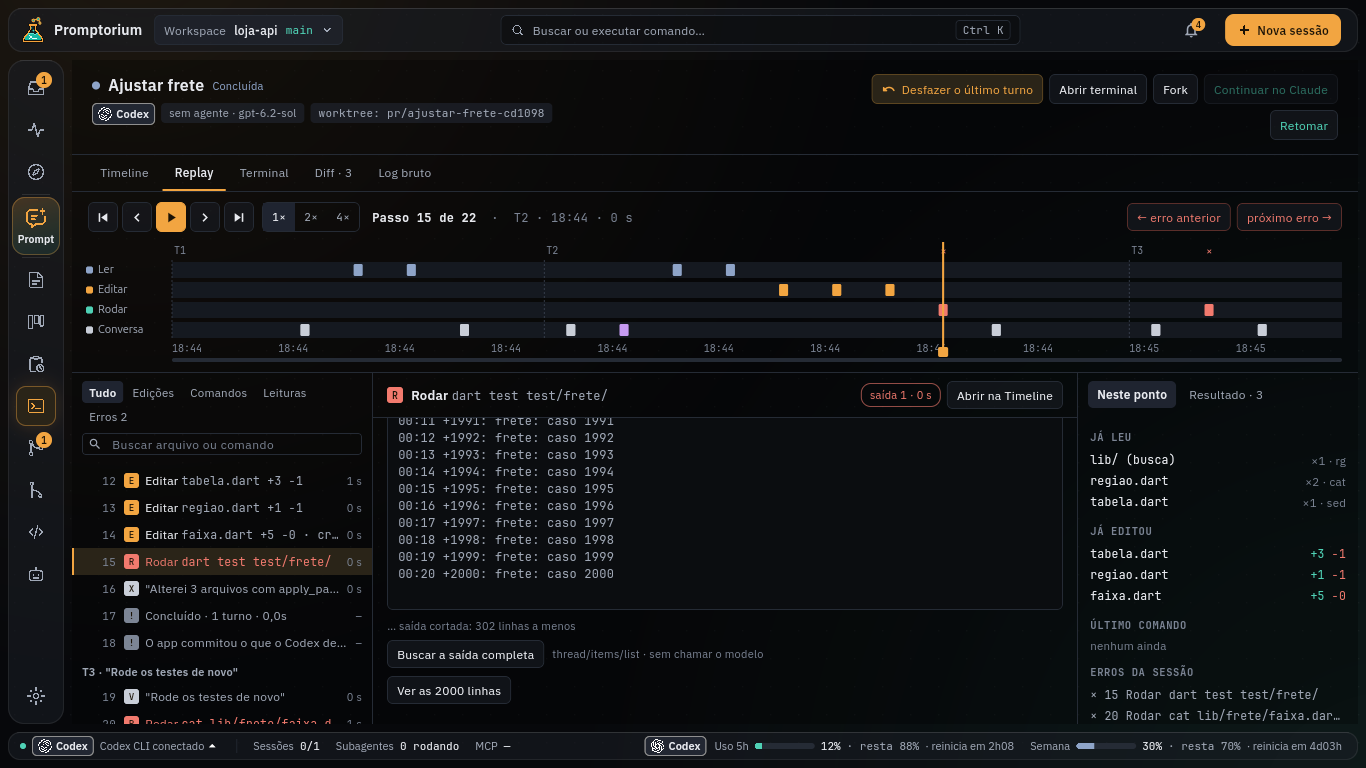 Promptorium
Workspace loja-api main
Buscar ou executar comando...
Ctrl K
4
+ Nova sessão
1
Prompt
1
Ajustar frete Concluída
Codex
sem agente · gpt-6.2-sol
worktree: pr/ajustar-frete-cd1098
Desfazer o último turno
Abrir terminal
Fork
Continuar no Claude
Retomar
Timeline
Replay
Terminal
Diff · 3
Log bruto
1× 2× 4×
Passo 15 de 22 · T2 · 18:44 · 0 s
← erro anterior
próximo erro →
T1 T2 T3 ×
Ler
Editar
Rodar
Conversa
18:44 18:44 18:44 18:44 18:44 18:44 18:44 18:4 18:44 18:45 18:45
Tudo Edições Comandos Leituras
Erros 2
Buscar arquivo ou comando
12 E Editar tabela.dart +3 -1 1 s
13 E Editar regiao.dart +1 -1 0 s
14 E Editar faixa.dart +5 -0 · cr… 0 s
15 R Rodar dart test test/frete/ 0 s
16 X "Alterei 3 arquivos com apply_pa… 0 s
17 ! Concluído · 1 turno · 0,0s –
18 ! O app commitou o que o Codex de… –
T3 · "Rode os testes de novo"
19 V "Rode os testes de novo" 0 s
20 R Rodar cat lib/frete/faixa.d… 1 s
R Rodar dart test test/frete/
saída 1 · 0 s
Abrir na Timeline
00:11 +1991: frete: caso 1991
00:12 +1992: frete: caso 1992
00:13 +1993: frete: caso 1993
00:14 +1994: frete: caso 1994
00:15 +1995: frete: caso 1995
00:16 +1996: frete: caso 1996
00:17 +1997: frete: caso 1997
00:18 +1998: frete: caso 1998
00:19 +1999: frete: caso 1999
00:20 +2000: frete: caso 2000
… saída cortada: 302 linhas a menos
Buscar a saída completa
thread/items/list · sem chamar o modelo
Ver as 2000 linhas
Neste ponto
Resultado · 3
JÁ LEU
lib/ (busca) ×1 · rg
regiao.dart ×2 · cat
tabela.dart ×1 · sed
JÁ EDITOU
tabela.dart +3 -1
regiao.dart +1 -1
faixa.dart +5 -0
ÚLTIMO COMANDO
nenhum ainda
ERROS DA SESSÃO
× 15 Rodar dart test test/frete/
× 20 Rodar cat lib/frete/faixa.dar…
Codex
Codex CLI conectado
Sessões 0/1
Subagentes 0 rodando
MCP –
Codex
Uso 5h 12% · resta 88% · reinicia em 2h08
Semana 30% · resta 70% · reinicia em 4d03h